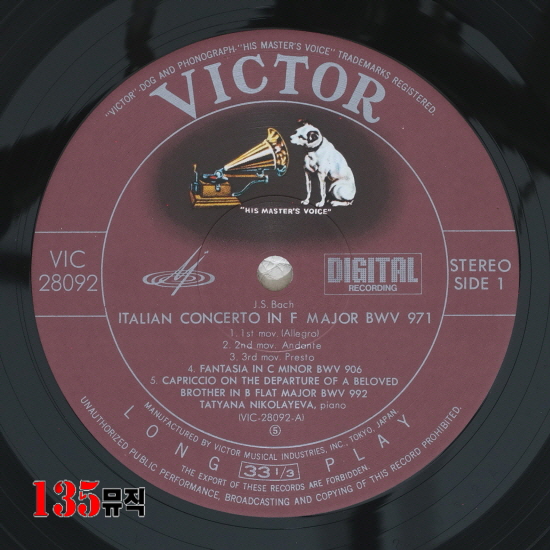 "VICTOR"-DOG AND PHONOGRAPH-"HIS MASTER'S VOICE" TRADEMARKS REGISTERED.
VICTOR
"HIS MASTER'S VOICE"
VIC
28092
DIGITAL
RECORDING
STEREO
SIDE 1
J.S. Bach
ITALIAN CONCERTO IN F MAJOR BWV 971
1. 1st mov. (Allegro)
2. 2nd mov. Andante
3. 3rd mov. Presto
4. FANTASIA IN C MINOR BWV 906
5. CAPRICCIO ON THE DEPARTURE OF A BELOVED
BROTHER IN B FLAT MAJOR BWV 992
TATYANA NIKOLAYEVA, piano
(VIC-28092-A)
S
MANUFACTURED BY VICTOR MUSICAL INDUSTRIES, INC., TOKYO, JAPAN
LONG PLAY
33 1/3
THE EXPORT OF THESE RECORDS ARE FORBIDDEN.
UNAUTHORIZED PUBLIC PERFORMANCE, BROADCASTING AND COPYING OF THIS RECORD PROHIBITED.
135뮤직